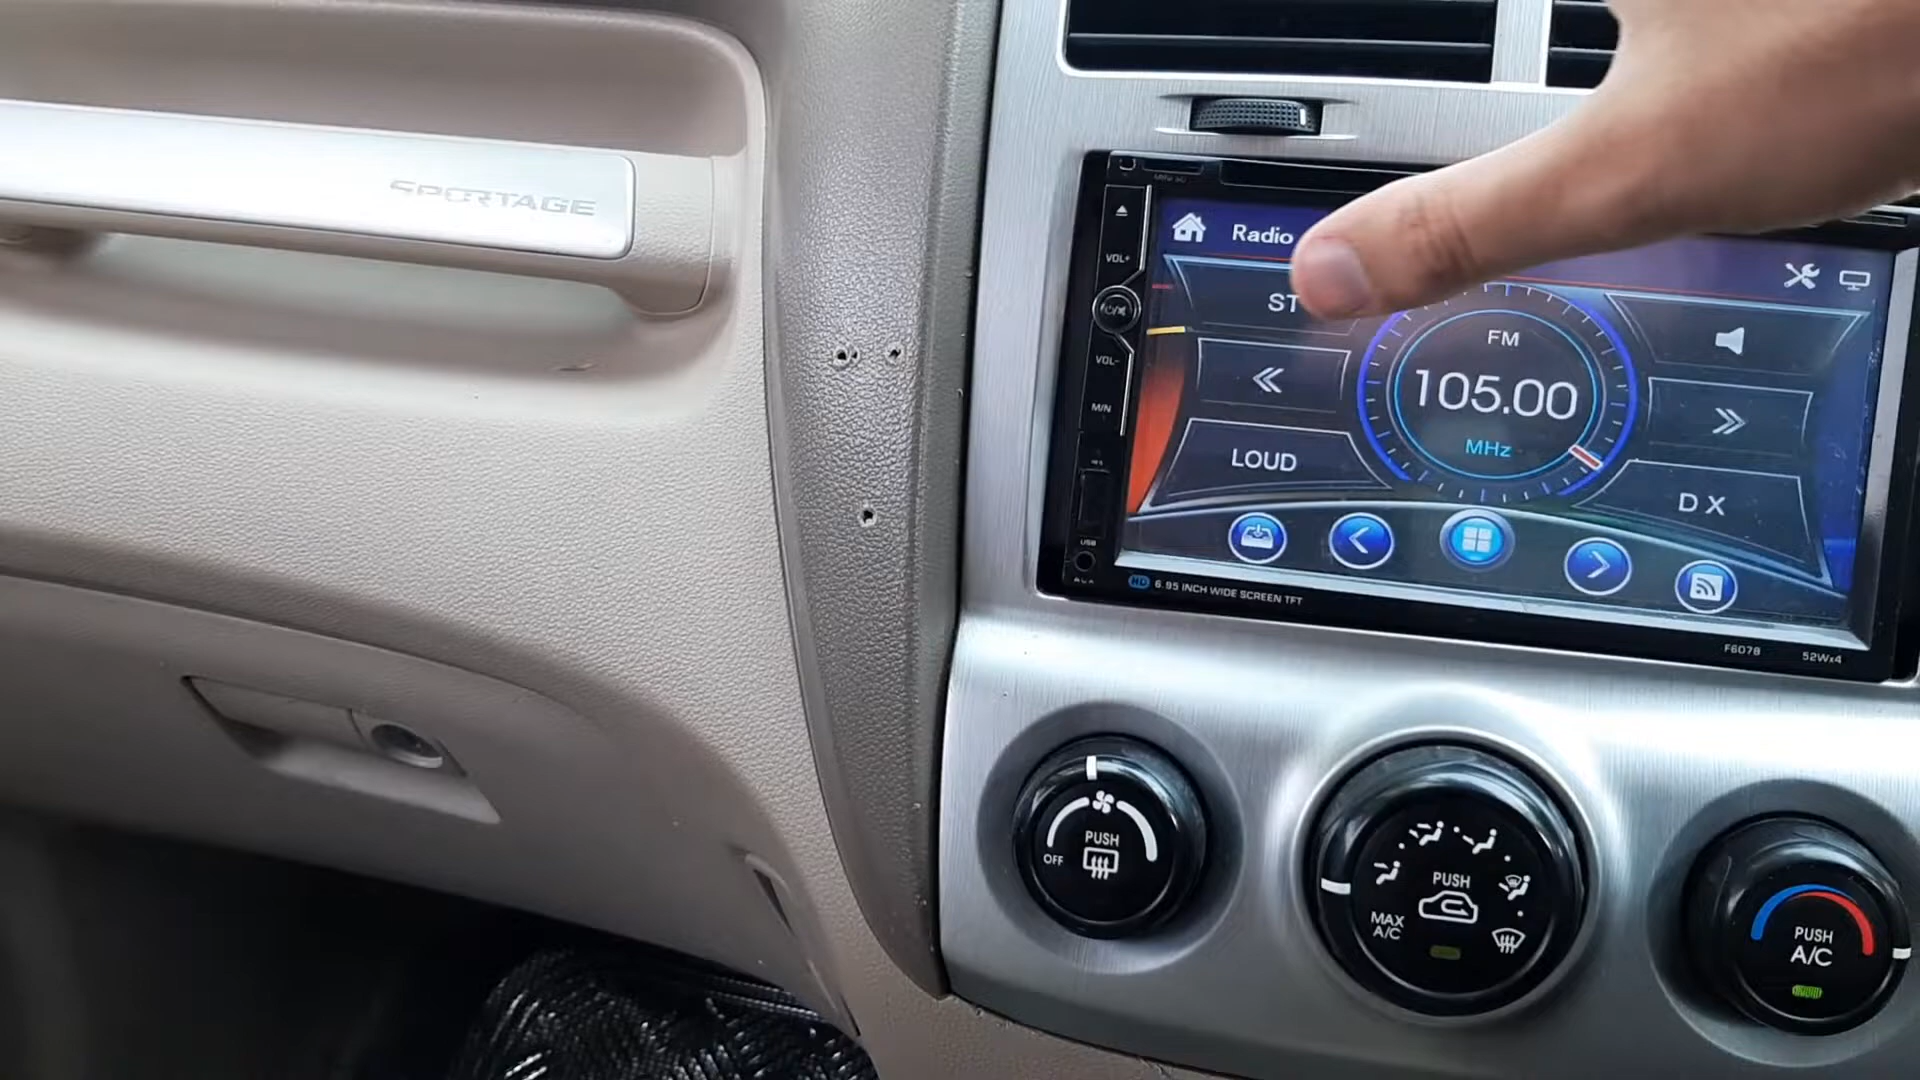 SPORTAGE
Radio
VOL+
ST
FM
105.00
MHz
VOL-
M/N
LOUD
D X
USB
AUX
HD 6.95 INCH WIDE SCREEN TFT
F6078
52Wx4
PUSH
OFF
PUSH
MAX
A/C
PUSH
A/C